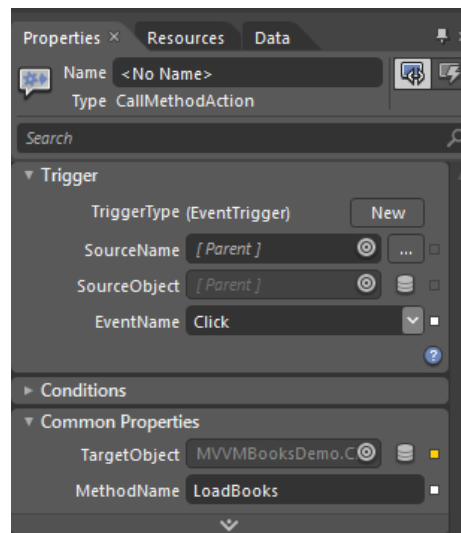 Properties × Resources Data
Name <No Name>
Type CallMethodAction
Search
Trigger
TriggerType (EventTrigger) New
SourceName [ Parent ] ...
SourceObject [ Parent ]
EventName Click
?
Conditions
Common Properties
TargetObject MVVMBooksDemo.C
MethodName LoadBooks